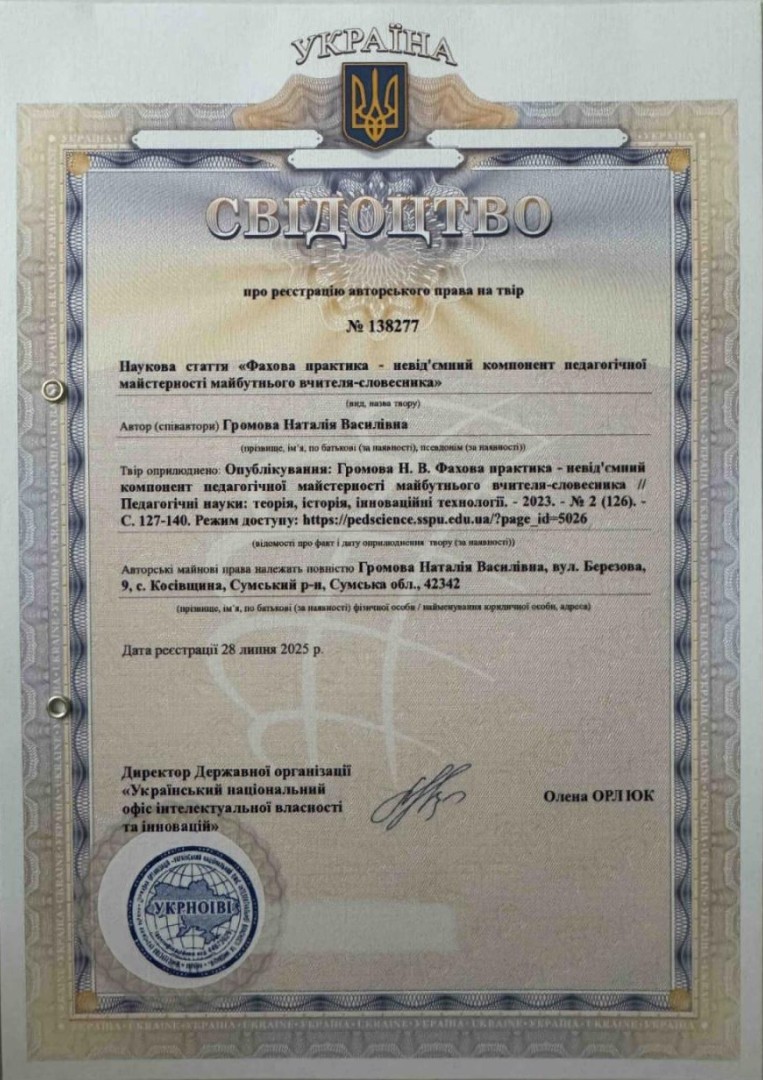 УКРАЇНА
СВІДОЦТВО
про реєстрацію авторського права на твір
№ 138277
Наукова стаття «Фахова практика - невід'ємний компонент педагогічної
майстерності майбутнього вчителя-словесника»
(вид, назва твору)
Автор (співавтори) Громова Наталія Василівна
(прізвище, ім'я, по батькові (за наявності), псевдонім (за наявності))
Твір оприлюднено: Опублікування: Громова Н. В. Фахова практика - невід'ємний
компонент педагогічної майстерності майбутнього вчителя-словесника //
Педагогічні науки: теорія, історія, інноваційні технології. - 2023. - № 2 (126). -
С. 127-140. Режим доступу: https://pedscience.sspu.edu.ua/?page_id=5026
(відомості про факт і дату оприлюднення твору (за наявності))
Авторські майнові права належать повністю Громова Наталія Василівна, вул. Березова,
9, с. Косівщина, Сумський р-н, Сумська обл., 42342
(прізвище, ім'я, по батькові (за наявності) фізичної особи / найменування юридичної особи, адреса)
Дата реєстрації 28 липня 2025 р.
Директор Державної організації
«Український національний
офіс інтелектуальної власності
та інновацій»
Олена ОРЛЮК
УКРНОІВІ